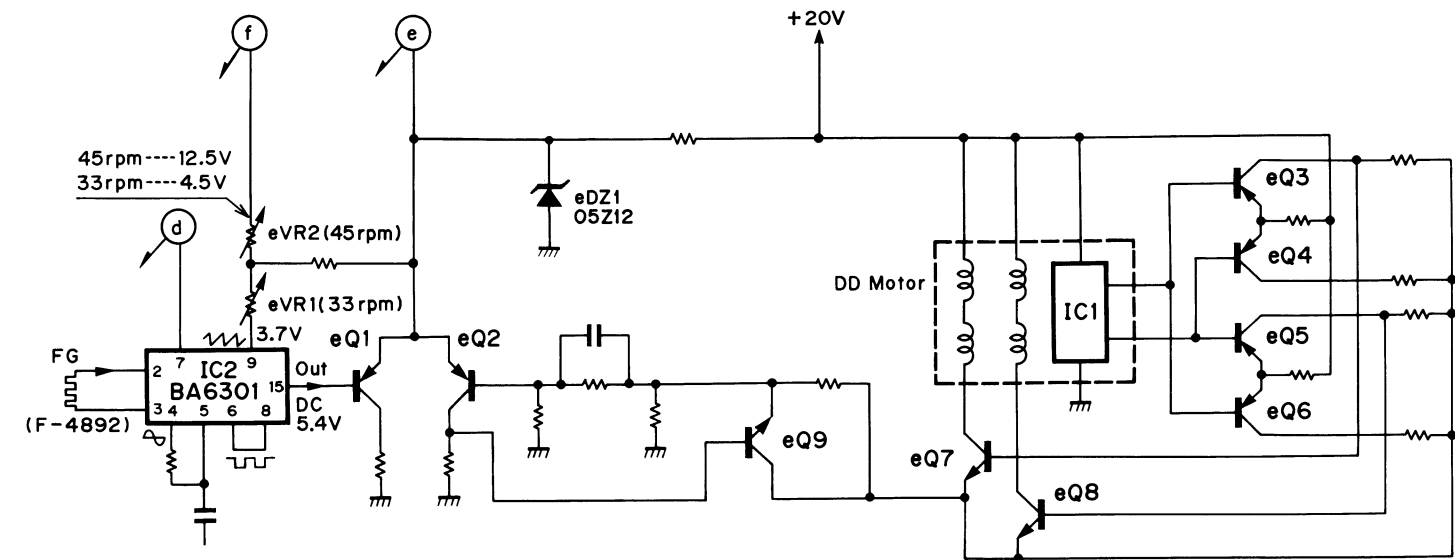 f
e
+20V
45rpm----12.5V
33rpm----4.5V
d
eVR2(45rpm)
eDZ1
05Z12
eVR1(33rpm)
3.7V
eQ1
eQ2
eQ3
eQ4
eQ5
eQ6
DD Motor
IC1
FG
(F-4892)
2
7
IC2
9
BA6301
15
3
4
5
6
8
Out
DC
5.4V
eQ9
eQ7
eQ8